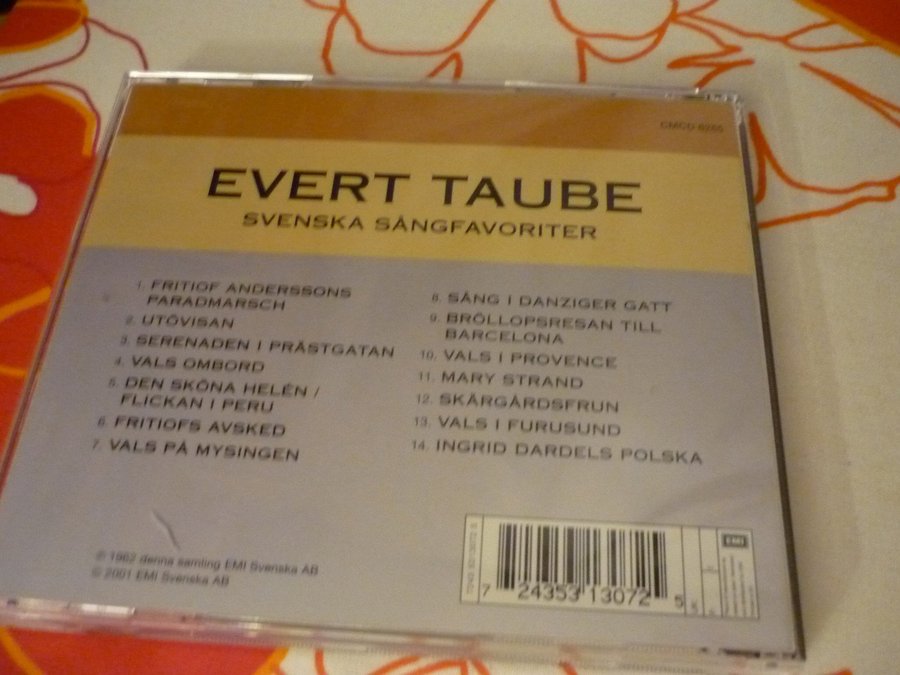 EVERT TAUBE
SVENSKA SÅNGFAVORITER
1. FRITIOF ANDERSSONS
PARADMARSCH
2. UTÖVISAN
3. SERENADEN I PRÄSTGATAN
4. VALS OMBORD
5. DEN SKÖNA HELÉN /
FLICKAN I PERU
6. FRITIOFS AVSKED
7. VALS PÅ MYSINGEN
8. SÅNG I DANZIGER GATT
9. BRÖLLOPSRESAN TILL
BARCELONA
10. VALS I PROVENCE
11. MARY STRAND
12. SKÄRGÅRDSFRUN
13. VALS I FURUSUND
14. INGRID DARDELS POLSKA
℗ 1962 denna samling EMI Svenska AB
© 2001 EMI Svenska AB
7 24353 13072 5
EMI